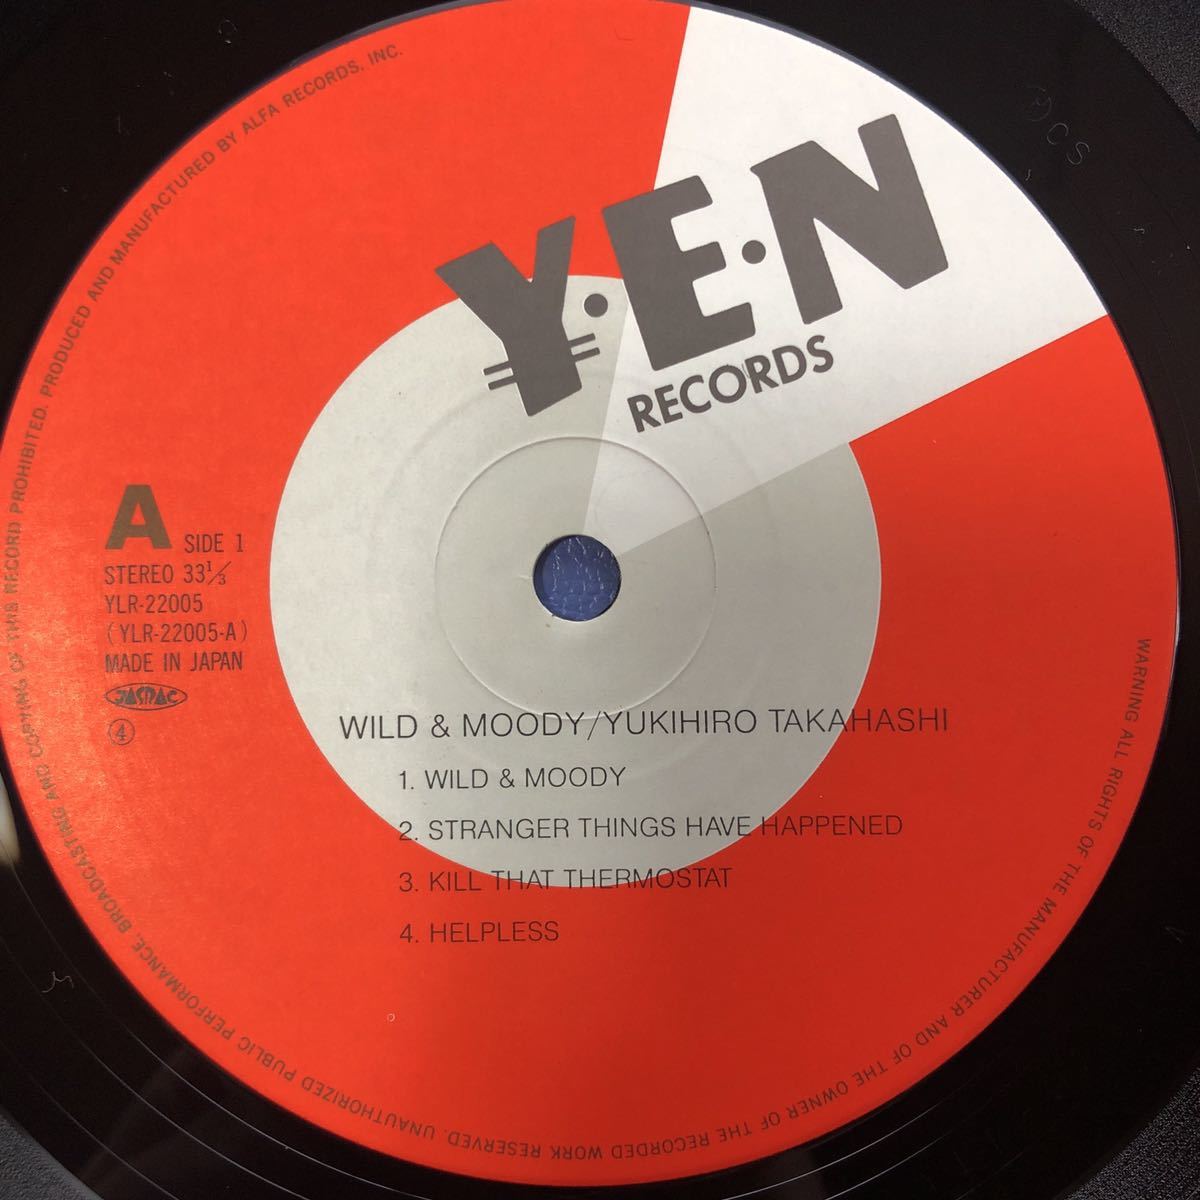 Y·E·N
RECORDS
A SIDE 1
STEREO 33⅓
YLR-22005
(YLR-22005-A)
MADE IN JAPAN
JASRAC
④
WILD & MOODY/YUKIHIRO TAKAHASHI
1. WILD & MOODY
2. STRANGER THINGS HAVE HAPPENED
3. KILL THAT THERMOSTAT
4. HELPLESS
WARNING ALL RIGHTS OF THE MANUFACTURER AND OF THE OWNER OF THE RECORDED WORK RESERVED. UNAUTHORIZED PUBLIC PERFORMANCE, BROADCASTING AND COPYING OF THIS RECORD PROHIBITED. PRODUCED AND MANUFACTURED BY ALFA RECORDS, INC.